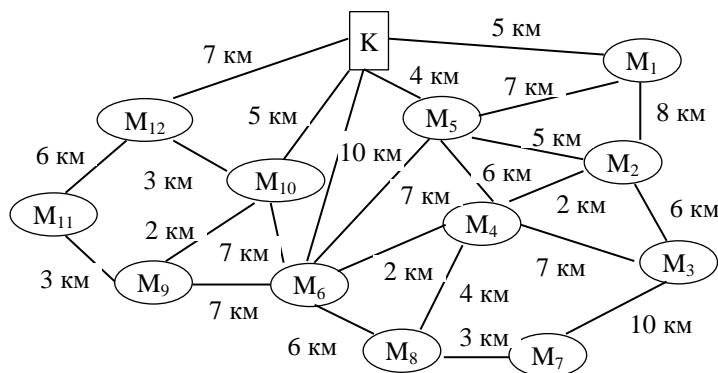 5 км
K
7 км
M₁
4 км
7 км
M₁₂
5 км
M₅
8 км
10 км
5 км
6 км
3 км
M₁₀
6 км
M₂
7 км
2 км
6 км
M₁₁
2 км
M₄
7 км
3 км
M₉
M₆
2 км
7 км
M₃
7 км
4 км
6 км
M₈
3 км
M₇
10 км